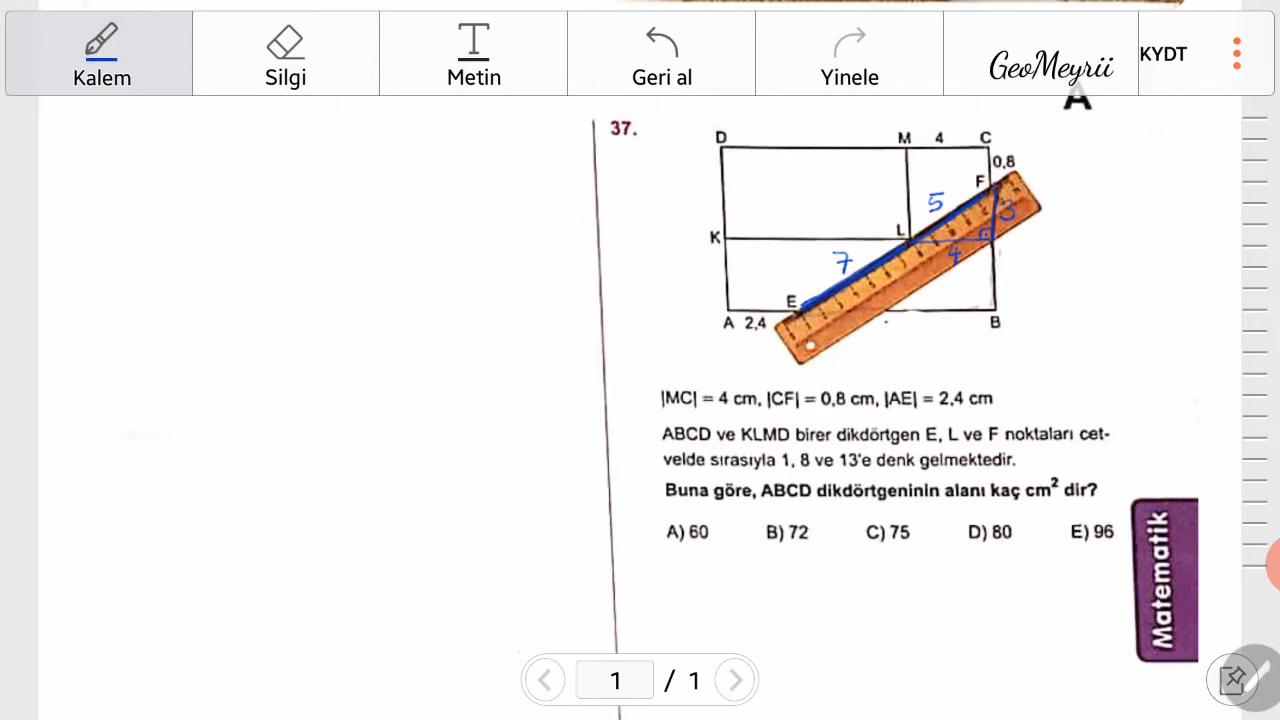 Kalem
Silgi
Metin
Geri al
Yinele
GeoMeyrii
KYDT
A
37.
D
M
4
C
0,8
F
5
3
K
L
4
7
E
A
2,4
B
|MC| = 4 cm, |CF| = 0,8 cm, |AE| = 2,4 cm
ABCD ve KLMD birer dikdörtgen E, L ve F noktaları cet-
velde sırasıyla 1, 8 ve 13'e denk gelmektedir.
Buna göre, ABCD dikdörtgeninin alanı kaç cm² dir?
A) 60 B) 72 C) 75 D) 80 E) 96
Matematik
1 / 1